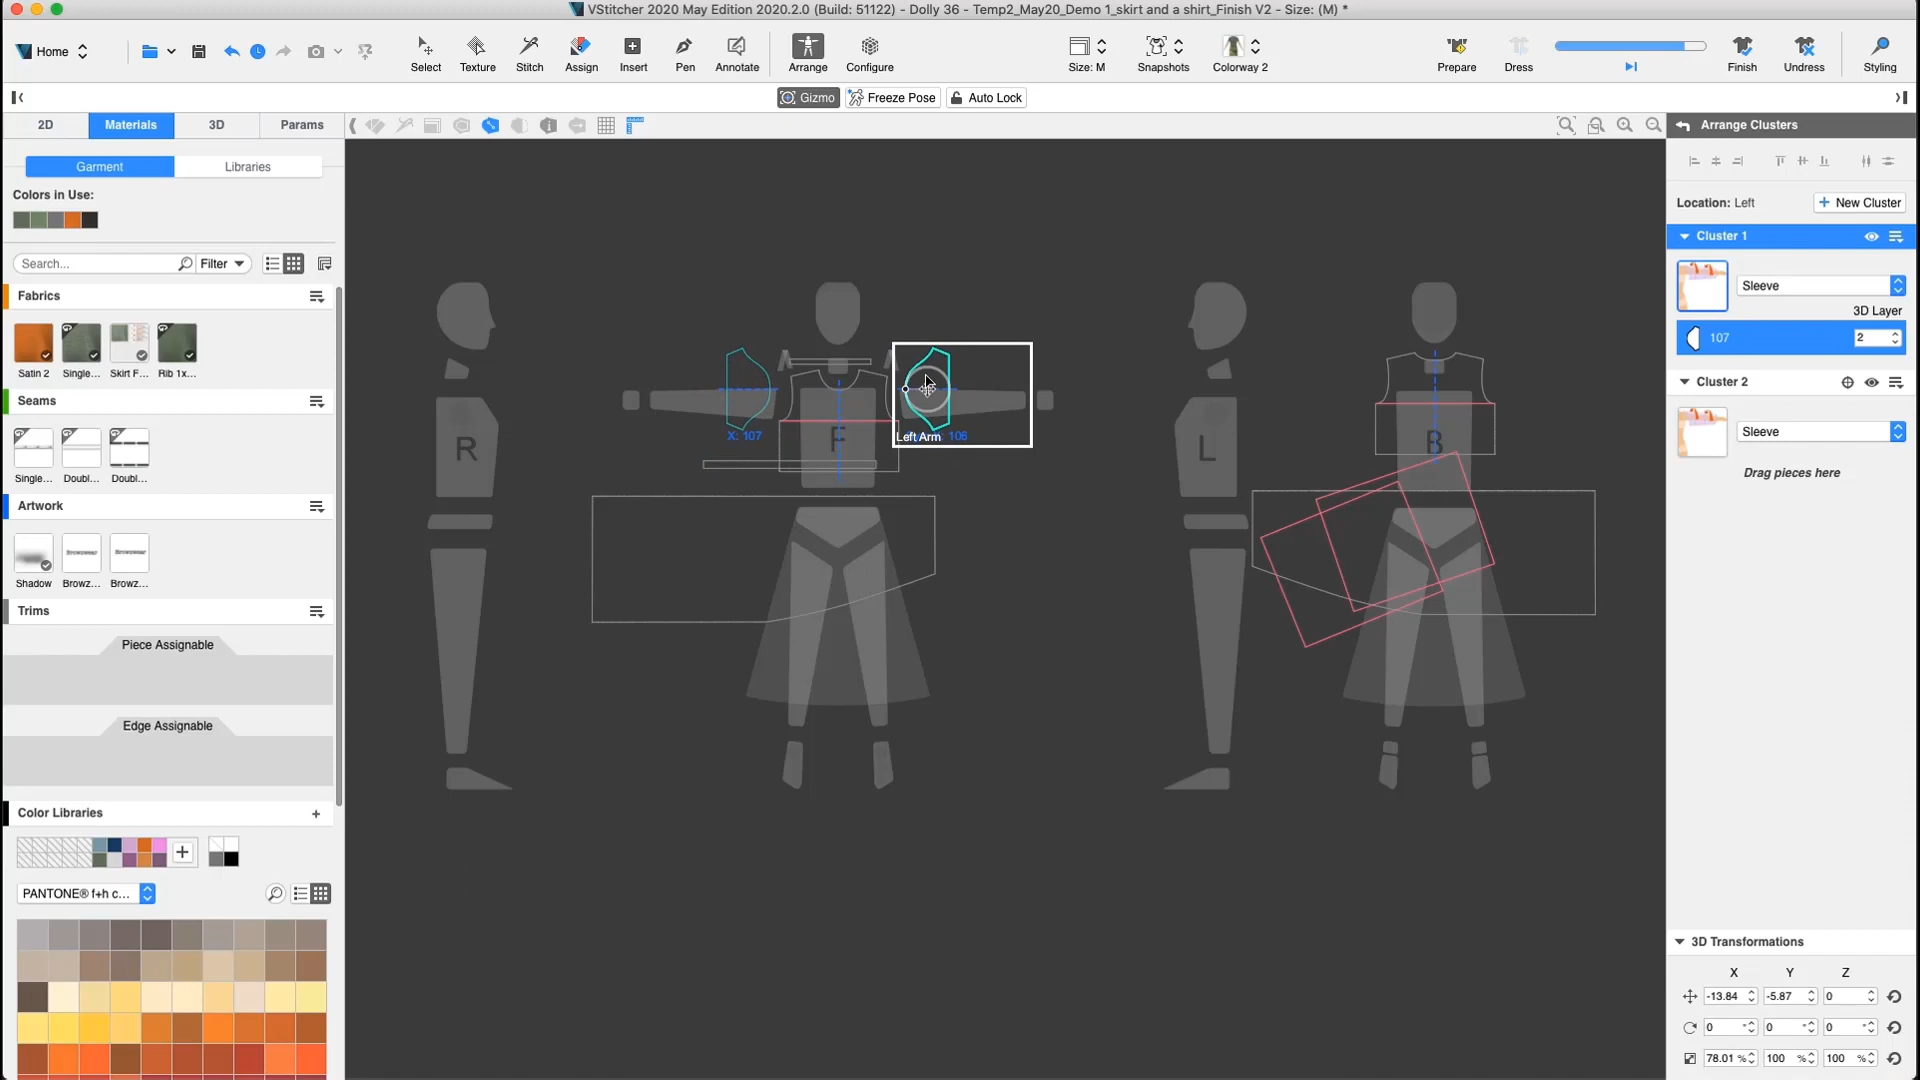 VStitcher 2020 May Edition 2020.2.0 (Build: 51122) - Dolly 36 - Temp2_May20_Demo 1_skirt and a shirt_Finish V2 - Size: (M) *
Home
Select
Texture
Stitch
Assign
Insert
Pen
Annotate
Arrange
Configure
Size: M
Snapshots
Colorway 2
Prepare
Dress
Finish
Undress
Styling
Gizmo
Freeze Pose
Auto Lock
2D
Materials
3D
Params
Arrange Clusters
Garment
Libraries
Colors in Use:
Location: Left
+ New Cluster
Cluster 1
Search...
Filter
Sleeve
3D Layer
107
2
Fabrics
Satin 2
Single...
Skirt F...
Rib 1x...
Cluster 2
Sleeve
Drag pieces here
Seams
Single...
Doubl...
Doubl...
Artwork
Shadow
Browz...
Browz...
Trims
Piece Assignable
Edge Assignable
Color Libraries
PANTONE® f+h c...
R
A
X: 107
F
Left Arm
106
L
B
3D Transformations
X
Y
Z
-13.84
-5.87
0
0 °
0 °
0 °
78.01 %
100 %
100 %